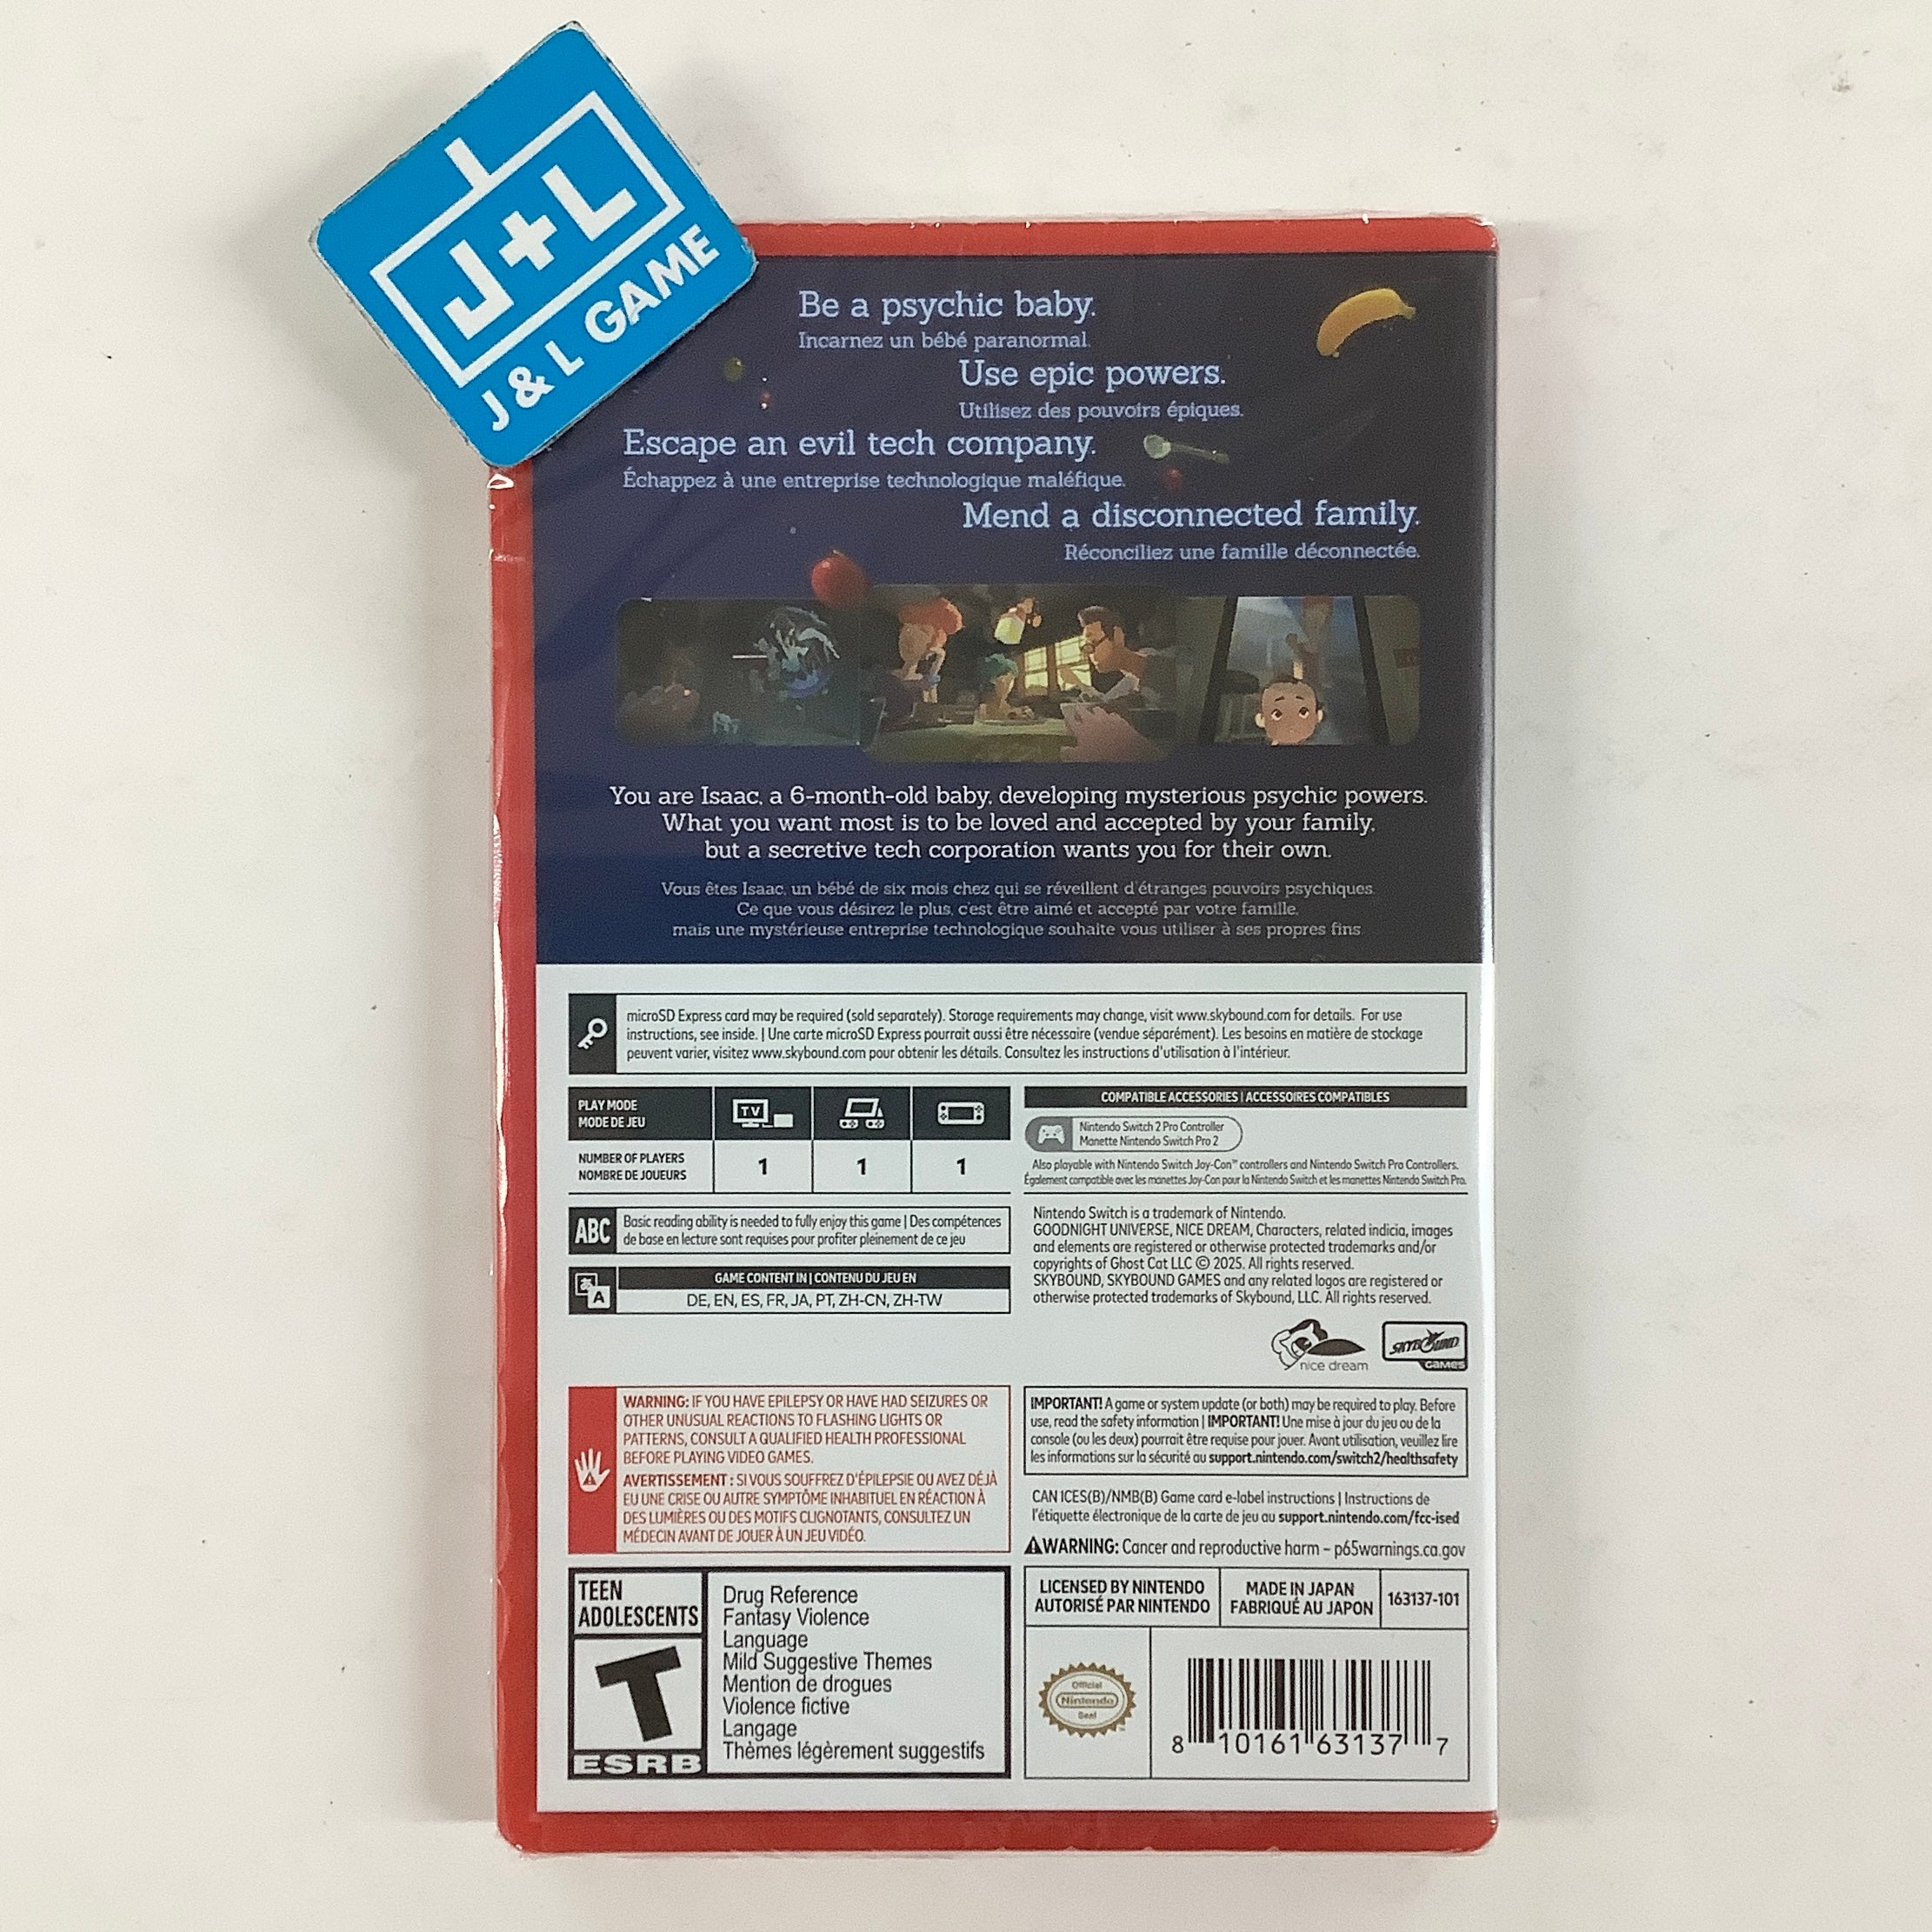 J+L
J & L GAME
Be a psychic baby.
Incarnez un bébé paranormal.
Use epic powers.
Utilisez des pouvoirs épiques.
Escape an evil tech company.
Échappez à une entreprise technologique maléfique.
Mend a disconnected family.
Réconciliez une famille déconnectée.
You are Isaac, a 6-month-old baby, developing mysterious psychic powers.
What you want most is to be loved and accepted by your family,
but a secretive tech corporation wants you for their own.
Vous êtes Isaac, un bébé de six mois chez qui se réveillent d'étranges pouvoirs psychiques.
Ce que vous désirez le plus, c'est être aimé et accepté par votre famille,
mais une mystérieuse entreprise technologique souhaite vous utiliser à ses propres fins.
microSD Express card may be required (sold separately). Storage requirements may change, visit www.skybound.com for details. For use
instructions, see inside. | Une carte microSD Express pourrait aussi être nécessaire (vendue séparément). Les besoins en matière de stockage
peuvent varier, visitez www.skybound.com pour obtenir les détails. Consultez les instructions d'utilisation à l'intérieur.
PLAY MODE
MODE DE JEU
TV
NUMBER OF PLAYERS
NOMBRE DE JOUEURS
1 1 1
COMPATIBLE ACCESSORIES | ACCESSOIRES COMPATIBLES
Nintendo Switch 2 Pro Controller
Manette Nintendo Switch Pro 2
Also playable with Nintendo Switch Joy-Con™ controllers and Nintendo Switch Pro Controllers.
Également compatible avec les manettes Joy-Con pour la Nintendo Switch et les manettes Nintendo Switch Pro.
ABC
Basic reading ability is needed to fully enjoy this game | Des compétences
de base en lecture sont requises pour profiter pleinement de ce jeu
あ
A
GAME CONTENT IN | CONTENU DU JEU EN
DE, EN, ES, FR, JA, PT, ZH-CN, ZH-TW
Nintendo Switch is a trademark of Nintendo.
GOODNIGHT UNIVERSE, NICE DREAM, Characters, related indicia, images
and elements are registered or otherwise protected trademarks and/or
copyrights of Ghost Cat LLC © 2025. All rights reserved.
SKYBOUND, SKYBOUND GAMES and any related logos are registered or
otherwise protected trademarks of Skybound, LLC. All rights reserved.
nice dream
SKYBOUND
GAMES
WARNING: IF YOU HAVE EPILEPSY OR HAVE HAD SEIZURES OR
OTHER UNUSUAL REACTIONS TO FLASHING LIGHTS OR
PATTERNS, CONSULT A QUALIFIED HEALTH PROFESSIONAL
BEFORE PLAYING VIDEO GAMES.
AVERTISSEMENT : SI VOUS SOUFFREZ D'ÉPILEPSIE OU AVEZ DÉJÀ
EU UNE CRISE OU AUTRE SYMPTÔME INHABITUEL EN RÉACTION À
DES LUMIÈRES OU DES MOTIFS CLIGNOTANTS, CONSULTEZ UN
MÉDECIN AVANT DE JOUER À UN JEU VIDÉO.
IMPORTANT! A game or system update (or both) may be required to play. Before
use, read the safety information | IMPORTANT! Une mise à jour du jeu ou de la
console (ou les deux) pourrait être requise pour jouer. Avant utilisation, veuillez lire
les informations sur la sécurité au support.nintendo.com/switch2/healthsafety
CAN ICES(B)/NMB(B) Game card e-label instructions | Instructions de
l'étiquette électronique de la carte de jeu au support.nintendo.com/fcc-ised
WARNING: Cancer and reproductive harm – p65warnings.ca.gov
TEEN
ADOLESCENTS
T
ESRB
Drug Reference
Fantasy Violence
Language
Mild Suggestive Themes
Mention de drogues
Violence fictive
Langage
Thèmes légèrement suggestifs
LICENSED BY NINTENDO
AUTORISÉ PAR NINTENDO
MADE IN JAPAN
FABRIQUÉ AU JAPON
163137-101
Official
Nintendo
Seal
8 10161 63137 7